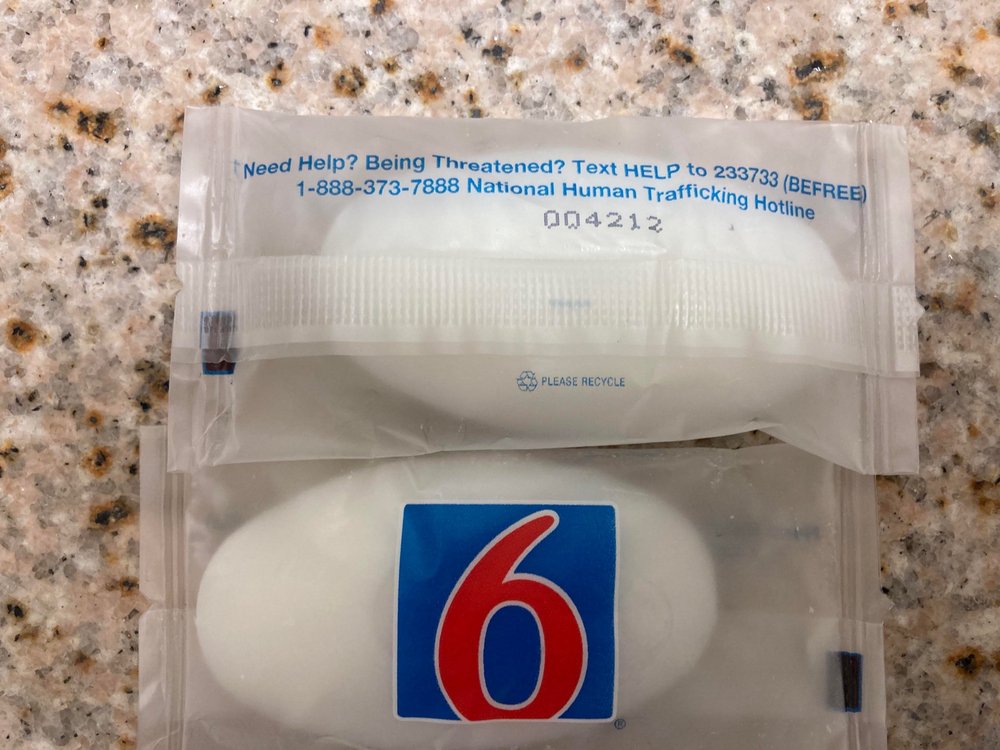 Need Help? Being Threatened? Text HELP to 233733 (BEFREE)
1-888-373-7888 National Human Trafficking Hotline
004212
PLEASE RECYCLE
6
®